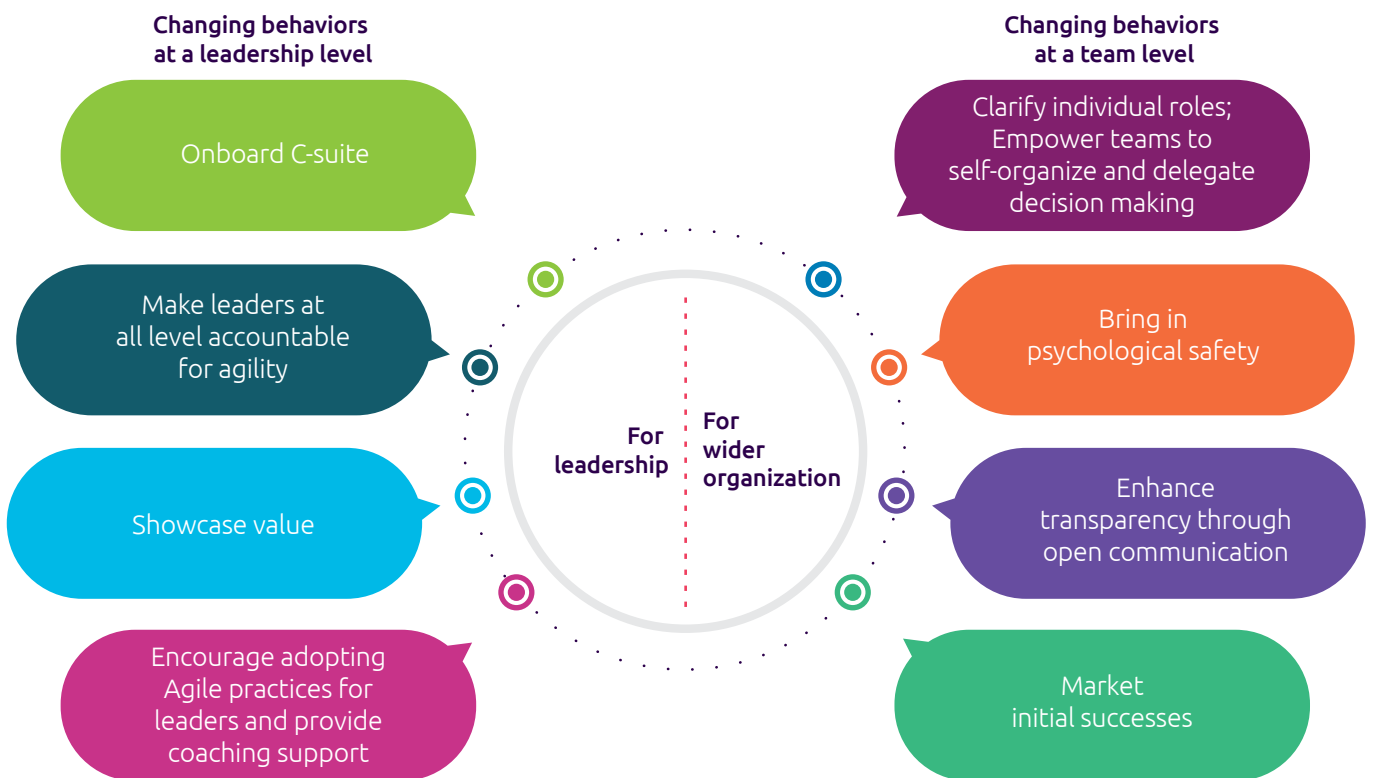 Changing behaviors
at a leadership level
Onboard C-suite
Make leaders at
all level accountable
for agility
Showcase value
Encourage adopting
Agile practices for
leaders and provide
coaching support
For
leadership
For
wider
organization
Changing behaviors
at a team level
Clarify individual roles;
Empower teams to
self-organize and delegate
decision making
Bring in
psychological safety
Enhance
transparency through
open communication
Market
initial successes